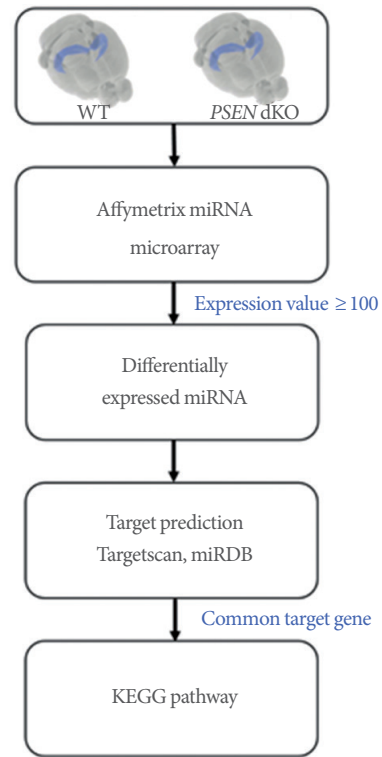 WT
PSEN dKO
Affymetrix miRNA
microarray
Expression value ≥ 100
Differentially
expressed miRNA
Target prediction
Targetscan, miRDB
Common target gene
KEGG pathway